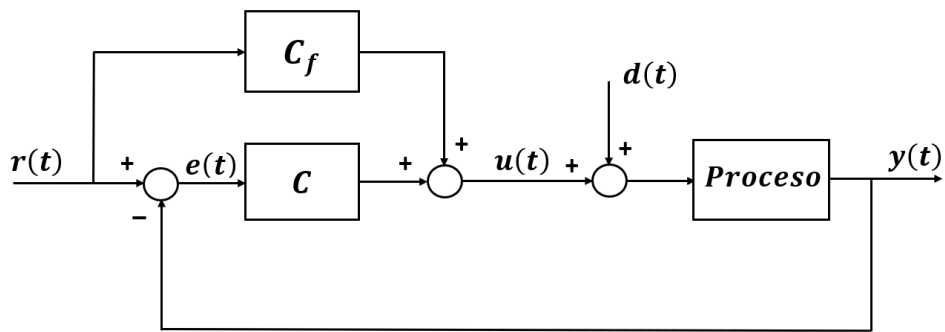 C_f
d(t)
r(t)
+
e(t)
C
+
+
u(t)
+
+
Proceso
y(t)
−